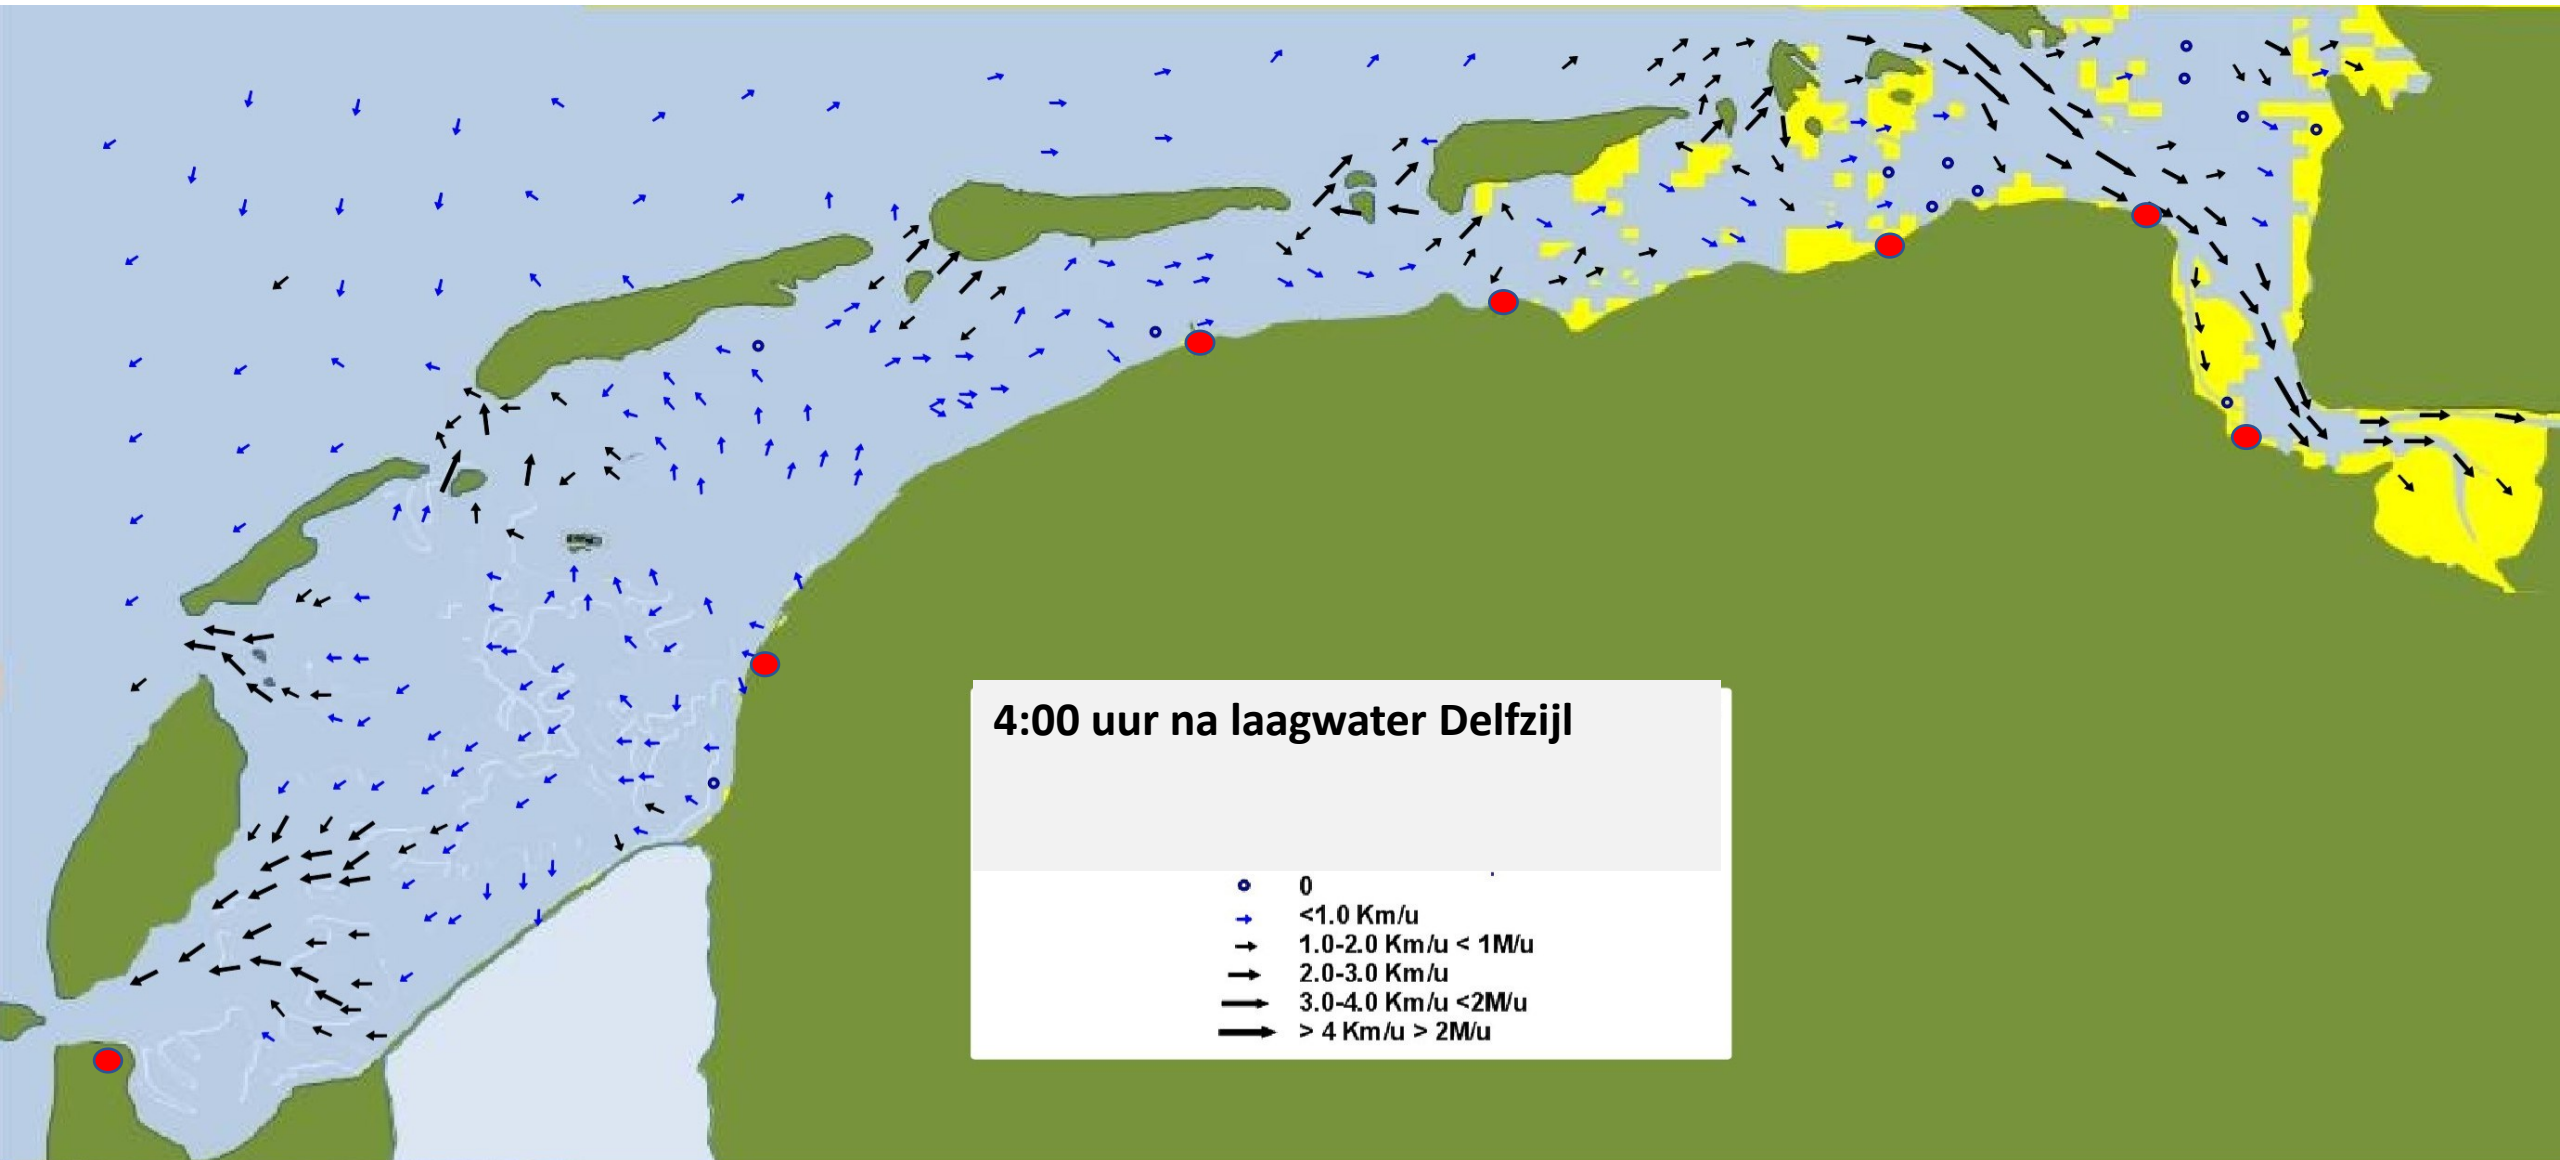 4:00 uur na laagwater Delfzijl
0
<1.0 Km/u
1.0-2.0 Km/u < 1M/u
2.0-3.0 Km/u
3.0-4.0 Km/u <2M/u
> 4 Km/u > 2M/u